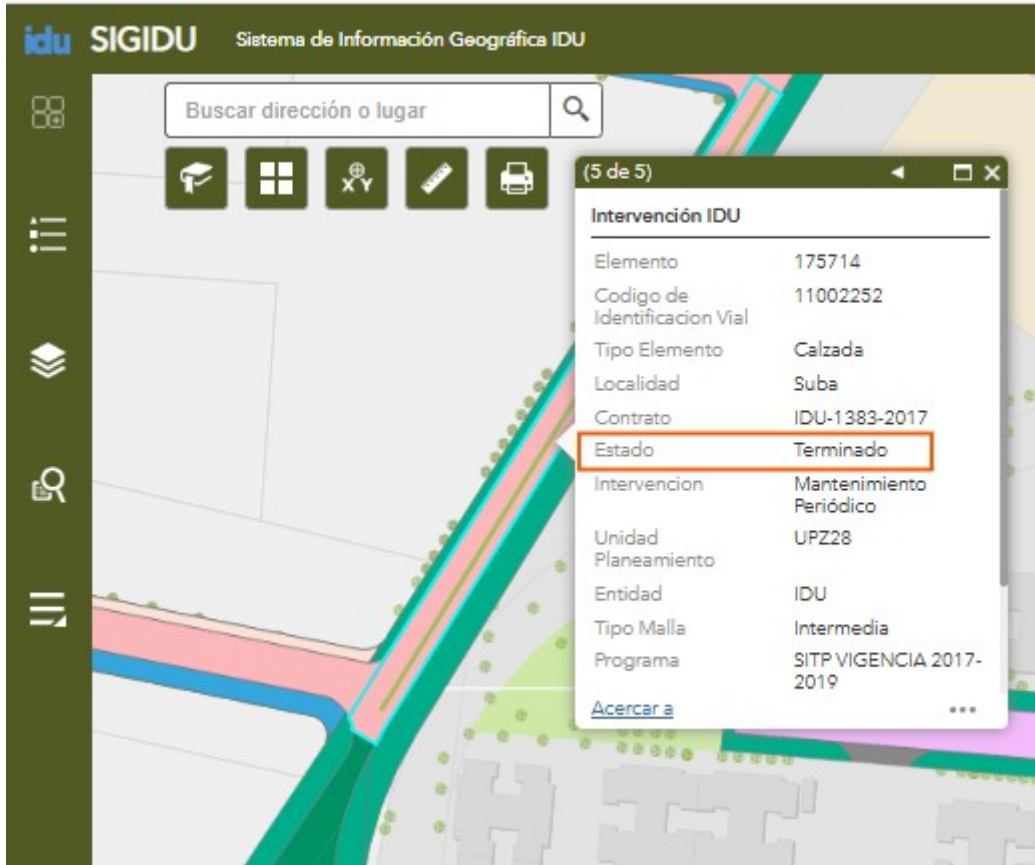 idu SIGIDU Sistema de Información Geográfica IDU
Buscar dirección o lugar
X Y
(5 de 5)
Intervención IDU
Elemento 175714
Codigo de 11002252
Identificacion Vial
Tipo Elemento Calzada
Localidad Suba
Contrato IDU-1383-2017
Estado Terminado
Intervencion Mantenimiento
Periódico
Unidad UPZ28
Planeamiento
Entidad IDU
Tipo Malla Intermedia
Programa SITP VIGENCIA 2017-
2019
Acercar a